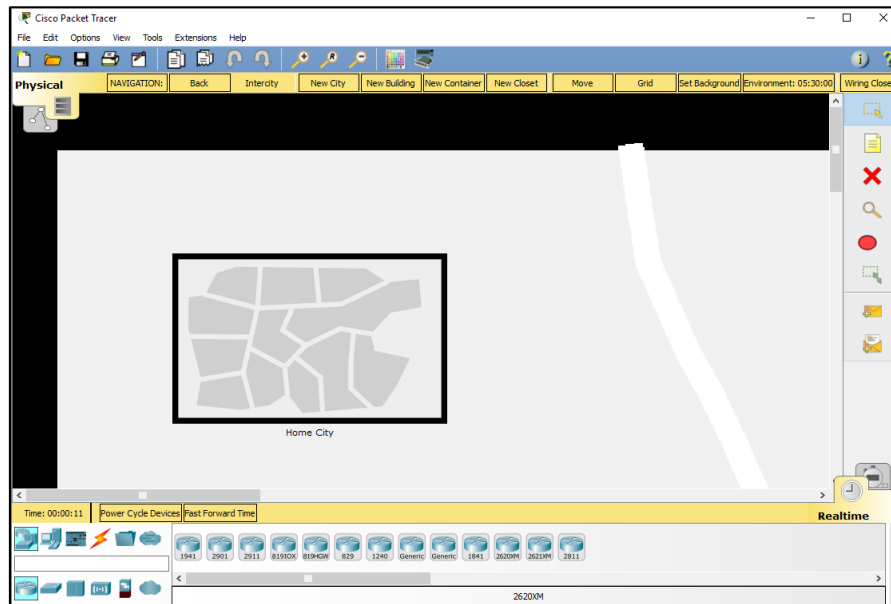 Cisco Packet Tracer
File Edit Options View Tools Extensions Help
Physical NAVIGATION: Back Intercity New City New Building New Container New Closet Move Grid Set Background Environment: 05:30:00 Wiring Close
Home City
Time: 00:00:11 Power Cycle Devices Fast Forward Time
Realtime
1941 2901 2911 819IOX 819HGW 829 1240 Generic Generic 1841 2620XM 2621XM 2811
2620XM